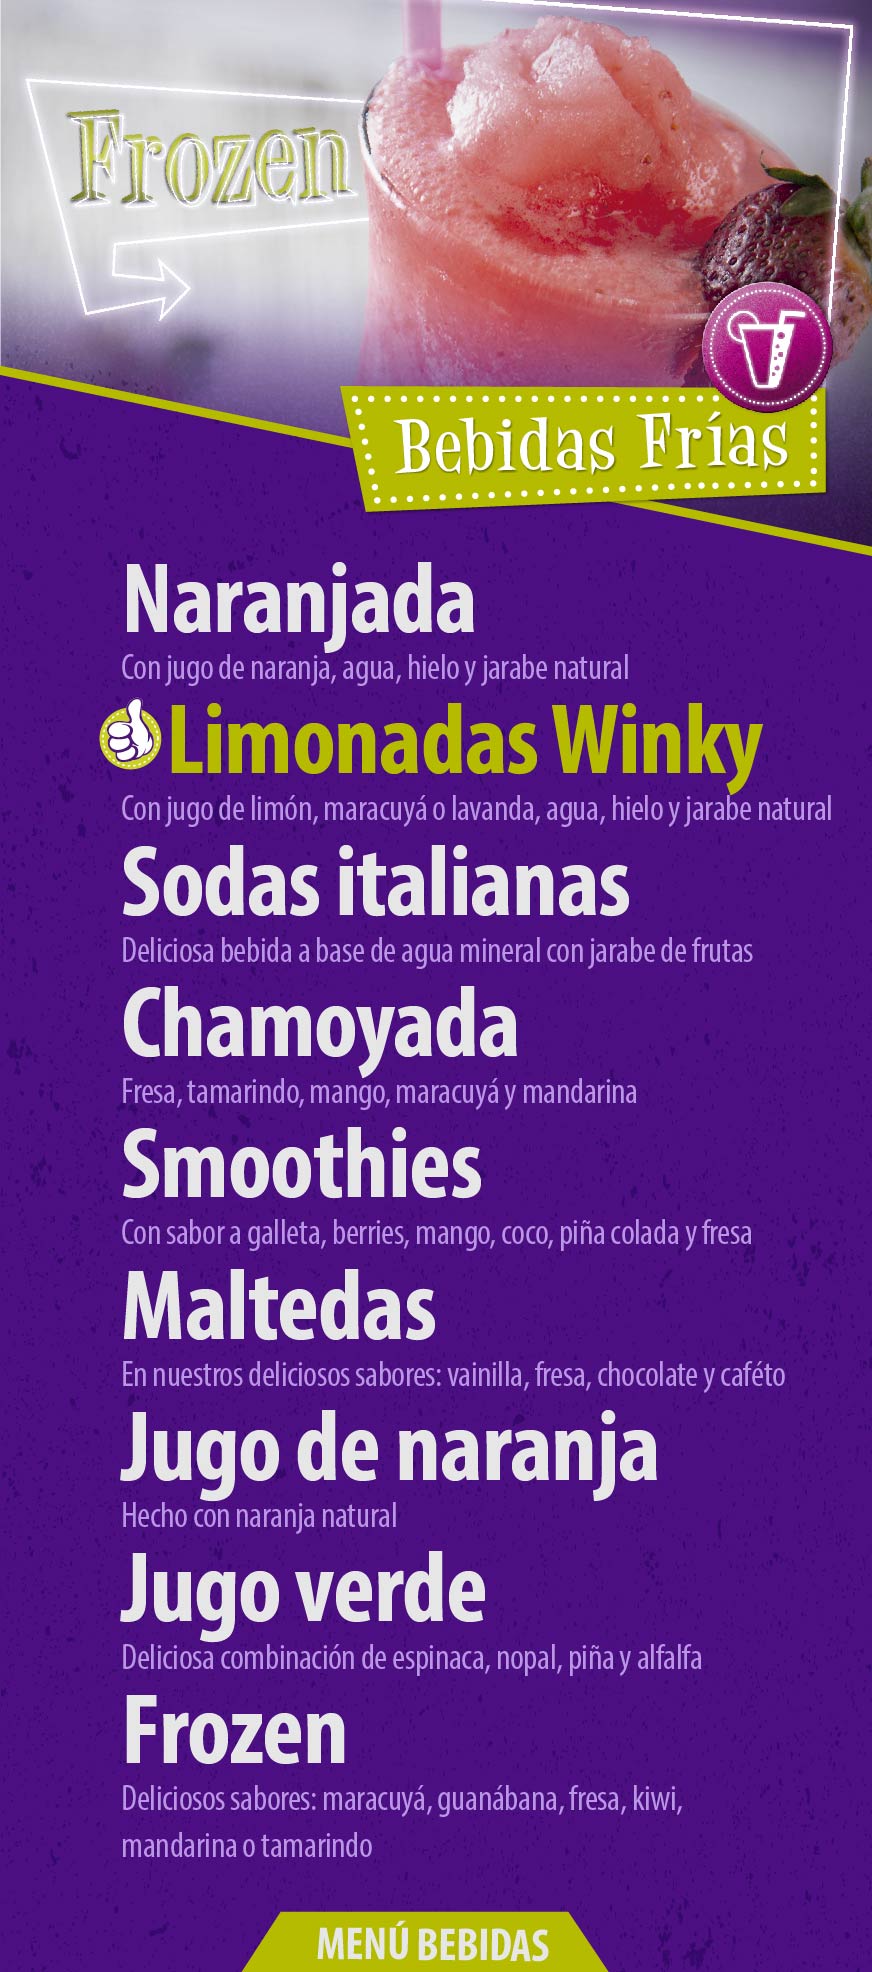 Frozen
Bebidas Frías
Naranjada
Con jugo de naranja, agua, hielo y jarabe natural
Limonadas Winky
Con jugo de limón, maracuyá o lavanda, agua, hielo y jarabe natural
Sodas italianas
Deliciosa bebida a base de agua mineral con jarabe de frutas
Chamoyada
Fresa, tamarindo, mango, maracuyá y mandarina
Smoothies
Con sabor a galleta, berries, mango, coco, piña colada y fresa
Maltedas
En nuestros deliciosos sabores: vainilla, fresa, chocolate y caféto
Jugo de naranja
Hecho con naranja natural
Jugo verde
Deliciosa combinación de espinaca, nopal, piña y alfalfa
Frozen
Deliciosos sabores: maracuyá, guanábana, fresa, kiwi,
mandarina o tamarindo
MENÚ BEBIDAS